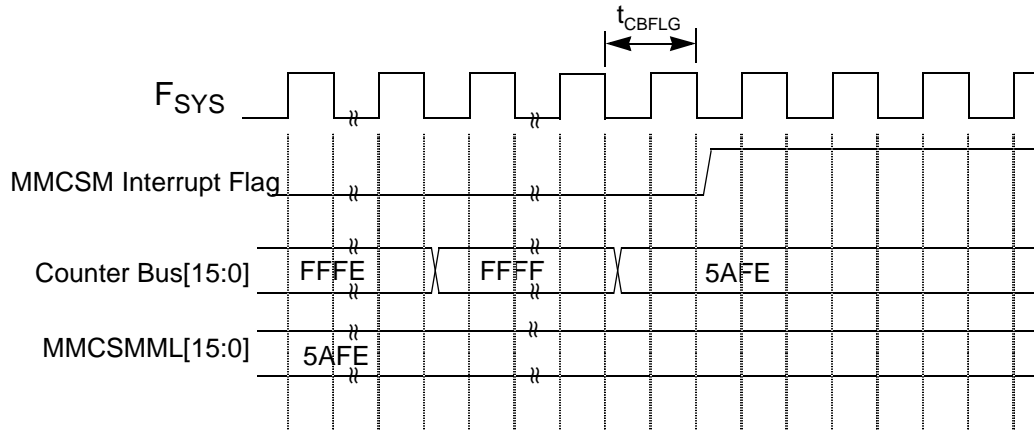 tCBFLG
FSYS
MMCSM Interrupt Flag
Counter Bus[15:0] FFFE FFFF 5AFE
MMCSMML[15:0] 5AFE